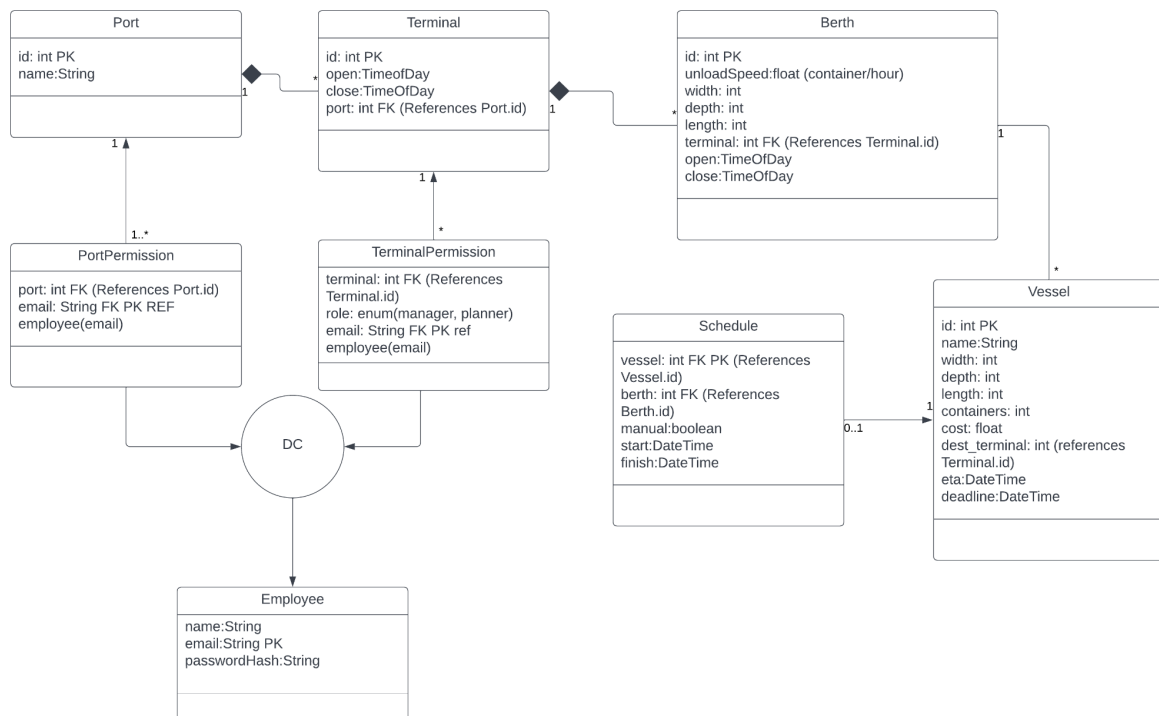 Port
id: int PK
name:String
1
1
Terminal
id: int PK
open:TimeofDay
close:TimeOfDay
port: int FK (References Port.id)
*
1
1
Berth
id: int PK
unloadSpeed:float (container/hour)
width: int
depth: int
length: int
terminal: int FK (References Terminal.id)
open:TimeOfDay
close:TimeOfDay
*
1
1..*
PortPermission
port: int FK (References Port.id)
email: String FK PK REF
employee(email)
*
TerminalPermission
terminal: int FK (References
Terminal.id)
role: enum(manager, planner)
email: String FK PK ref
employee(email)
DC
Schedule
vessel: int FK PK (References
Vessel.id)
berth: int FK (References
Berth.id)
manual:boolean
start:DateTime
finish:DateTime
0..1
1
*
Vessel
id: int PK
name:String
width: int
depth: int
length: int
containers: int
cost: float
dest_terminal: int (references
Terminal.id)
eta:DateTime
deadline:DateTime
Employee
name:String
email:String PK
passwordHash:String